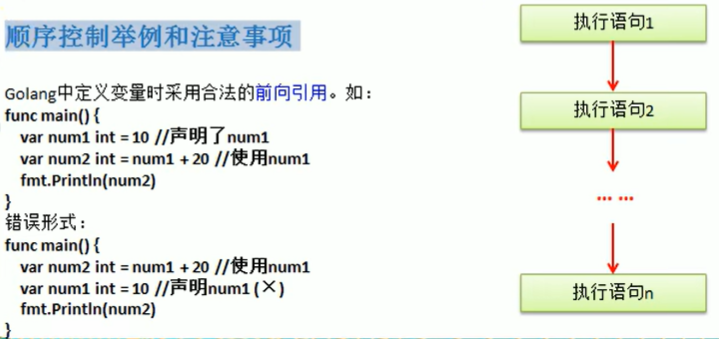 顺序控制举例和注意事项
Golang中定义变量时采用合法的前向引用。如：
func main() {
var num1 int = 10 //声明了num1
var num2 int = num1 + 20 //使用num1
fmt.Println(num2)
}
错误形式：
func main() {
var num2 int = num1 + 20 //使用num1
var num1 int = 10 //声明num1 (×)
fmt.Println(num2)
}
执行语句1
执行语句2
... ...
执行语句n